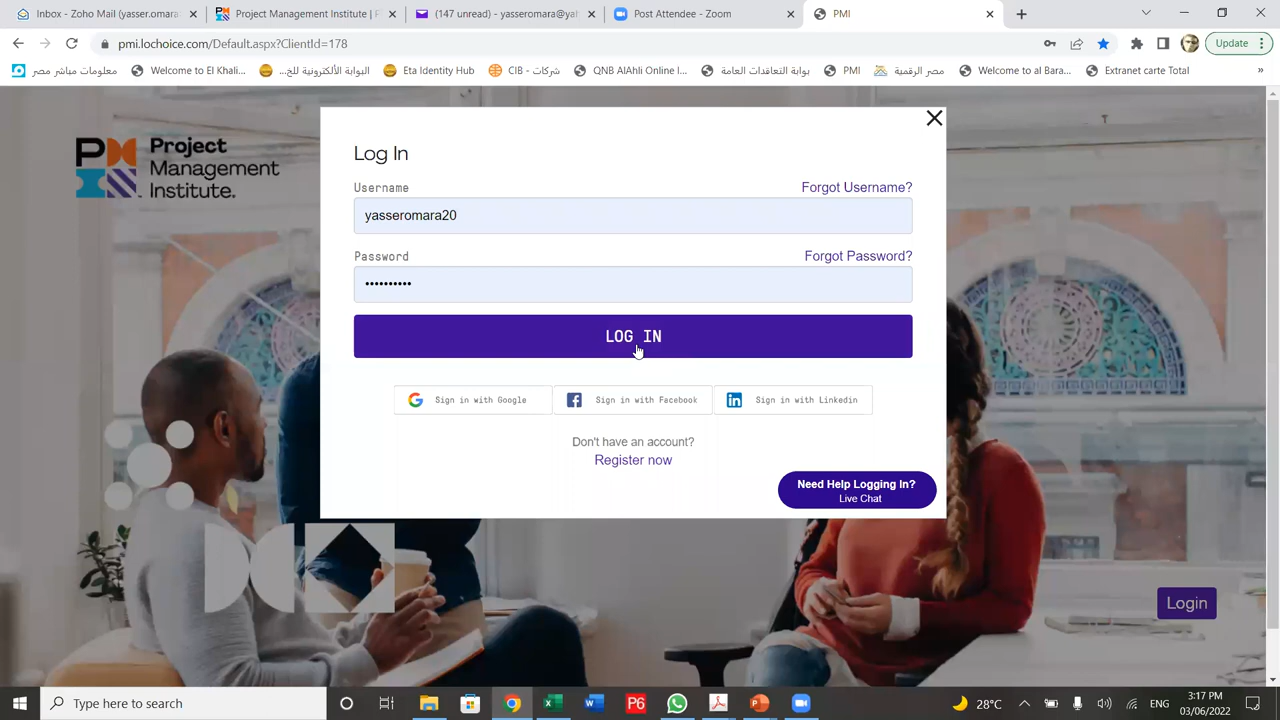 Inbox - Zoho Mail (yasser.omara
Project Management Institute | F
(147 unread) - yasseromara@ya
Post Attendee - Zoom
PMI
pmi.lochoice.com/Default.aspx?ClientId=178
Update
معلومات مباشر مصر
Welcome to El Khali...
البوابة الألكترونية للخ...
Eta Identity Hub
CIB - شركات
QNB AlAhli Online I...
بوابة التعاقدات العامة
PMI
مصر الرقمية
Welcome to al Bara...
Extranet carte Total
»
Project
Management
Institute.
Log In
Username
Forgot Username?
yasseromara20
Password
Forgot Password?
••••••••••
LOG IN
Sign in with Google
Sign in with Facebook
Sign in with Linkedin
Don't have an account?
Register now
Need Help Logging In?
Live Chat
Login
Type here to search
28°C
ENG
3:17 PM
03/06/2022